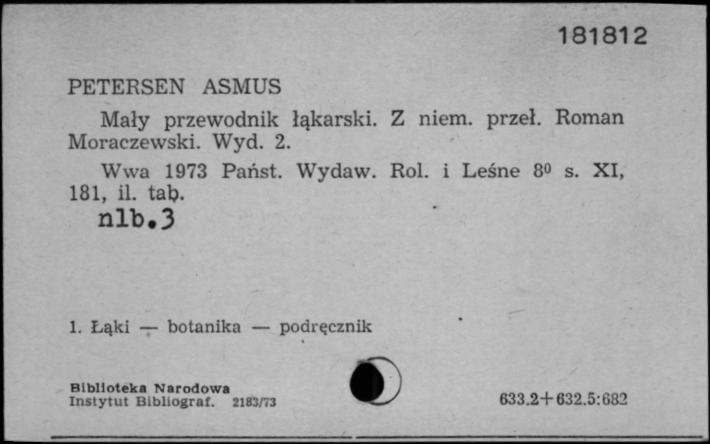 181812
PETERSEN ASMUS
Mały przewodnik łąkarski. Z niem. przeł. Roman
Moraczewski. Wyd. 2.
Wwa 1973 Państ. Wydaw. Rol. i Leśne 8⁰ s. XI,
181, il. tab.
nlb.3
1. Łąki — botanika — podręcznik
Biblioteka Narodowa
Instytut Bibliograf. 2183/73
633.2+632.5:682